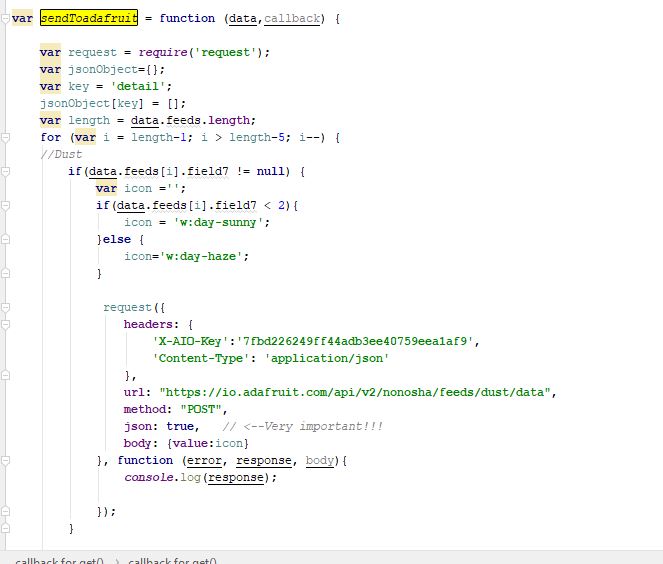 var sendToadafruit = function (data,callback) {
var request = require('request');
var jsonObject={};
var key = 'detail';
jsonObject[key] = [];
var length = data.feeds.length;
for (var i = length-1; i > length-5; i--) {
//Dust
if(data.feeds[i].field7 != null) {
var icon ='';
if(data.feeds[i].field7 < 2){
icon = 'w:day-sunny';
}else {
icon='w:day-haze';
}
request({
headers: {
'X-AIO-Key':'7fbd226249ff44adb3ee40759eea1af9',
'Content-Type': 'application/json'
},
url: "https://io.adafruit.com/api/v2/nonosha/feeds/dust/data",
method: "POST",
json: true,   // <--Very important!!!
body: {value:icon}
}, function (error, response, body){
console.log(response);
});
}
callback for get() > callback for get()